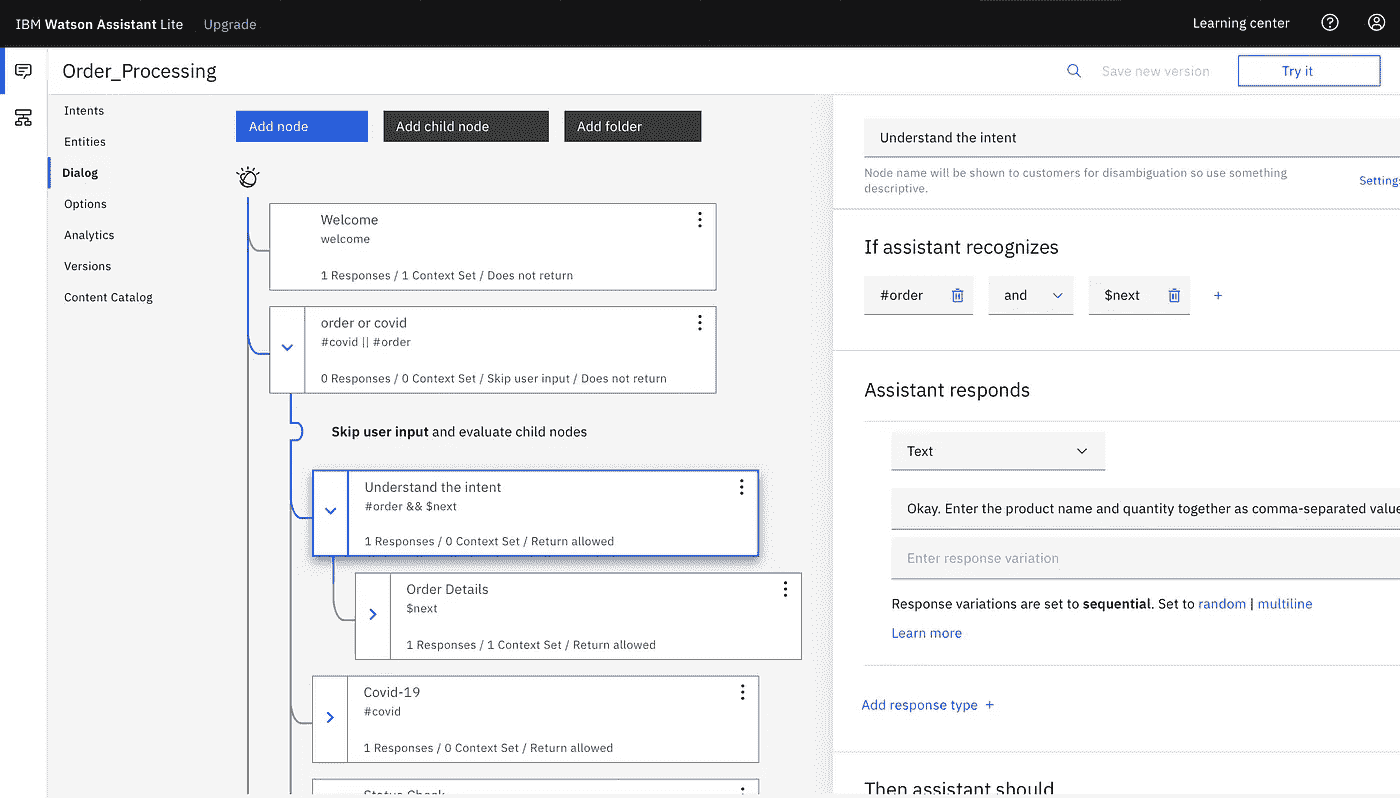 IBM Watson Assistant Lite Upgrade Learning center
Order_Processing Save new version Try it
Intents
Entities
Dialog
Options
Analytics
Versions
Content Catalog
Add node Add child node Add folder
Welcome
welcome
1 Responses / 1 Context Set / Does not return
order or covid
#covid || #order
0 Responses / 0 Context Set / Skip user input / Does not return
Skip user input and evaluate child nodes
Understand the intent
#order && $next
1 Responses / 0 Context Set / Return allowed
Order Details
$next
1 Responses / 1 Context Set / Return allowed
Covid-19
#covid
1 Responses / 0 Context Set / Return allowed
Status Check
Understand the intent
Node name will be shown to customers for disambiguation so use something
descriptive.
Settings
If assistant recognizes
#order and $next +
Assistant responds
Text
Okay. Enter the product name and quantity together as comma-separated value
Enter response variation
Response variations are set to sequential. Set to random | multiline
Learn more
Add response type +
Then assistant should